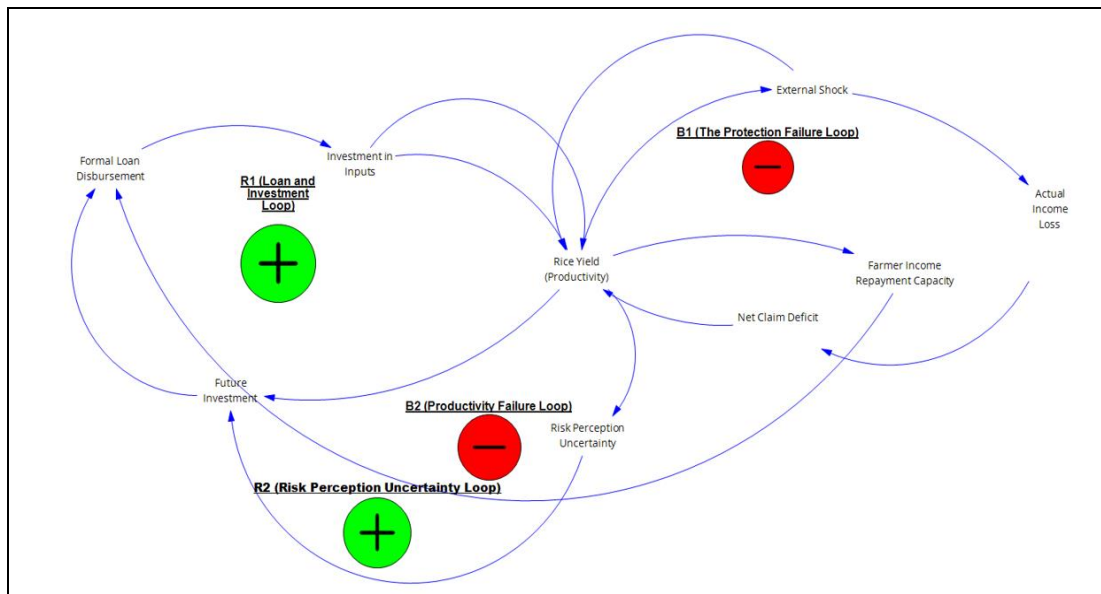 External Shock
B1 (The Protection Failure Loop)
Formal Loan
Disbursement
Investment in
Inputs
R1 (Loan and
Investment
Loop)
Actual
Income
Loss
Rice Yield
(Productivity)
Farmer Income
Repayment Capacity
Net Claim Deficit
Future
Investment
B2 (Productivity Failure Loop)
Risk Perception
Uncertainty
R2 (Risk Perception Uncertainty Loop)